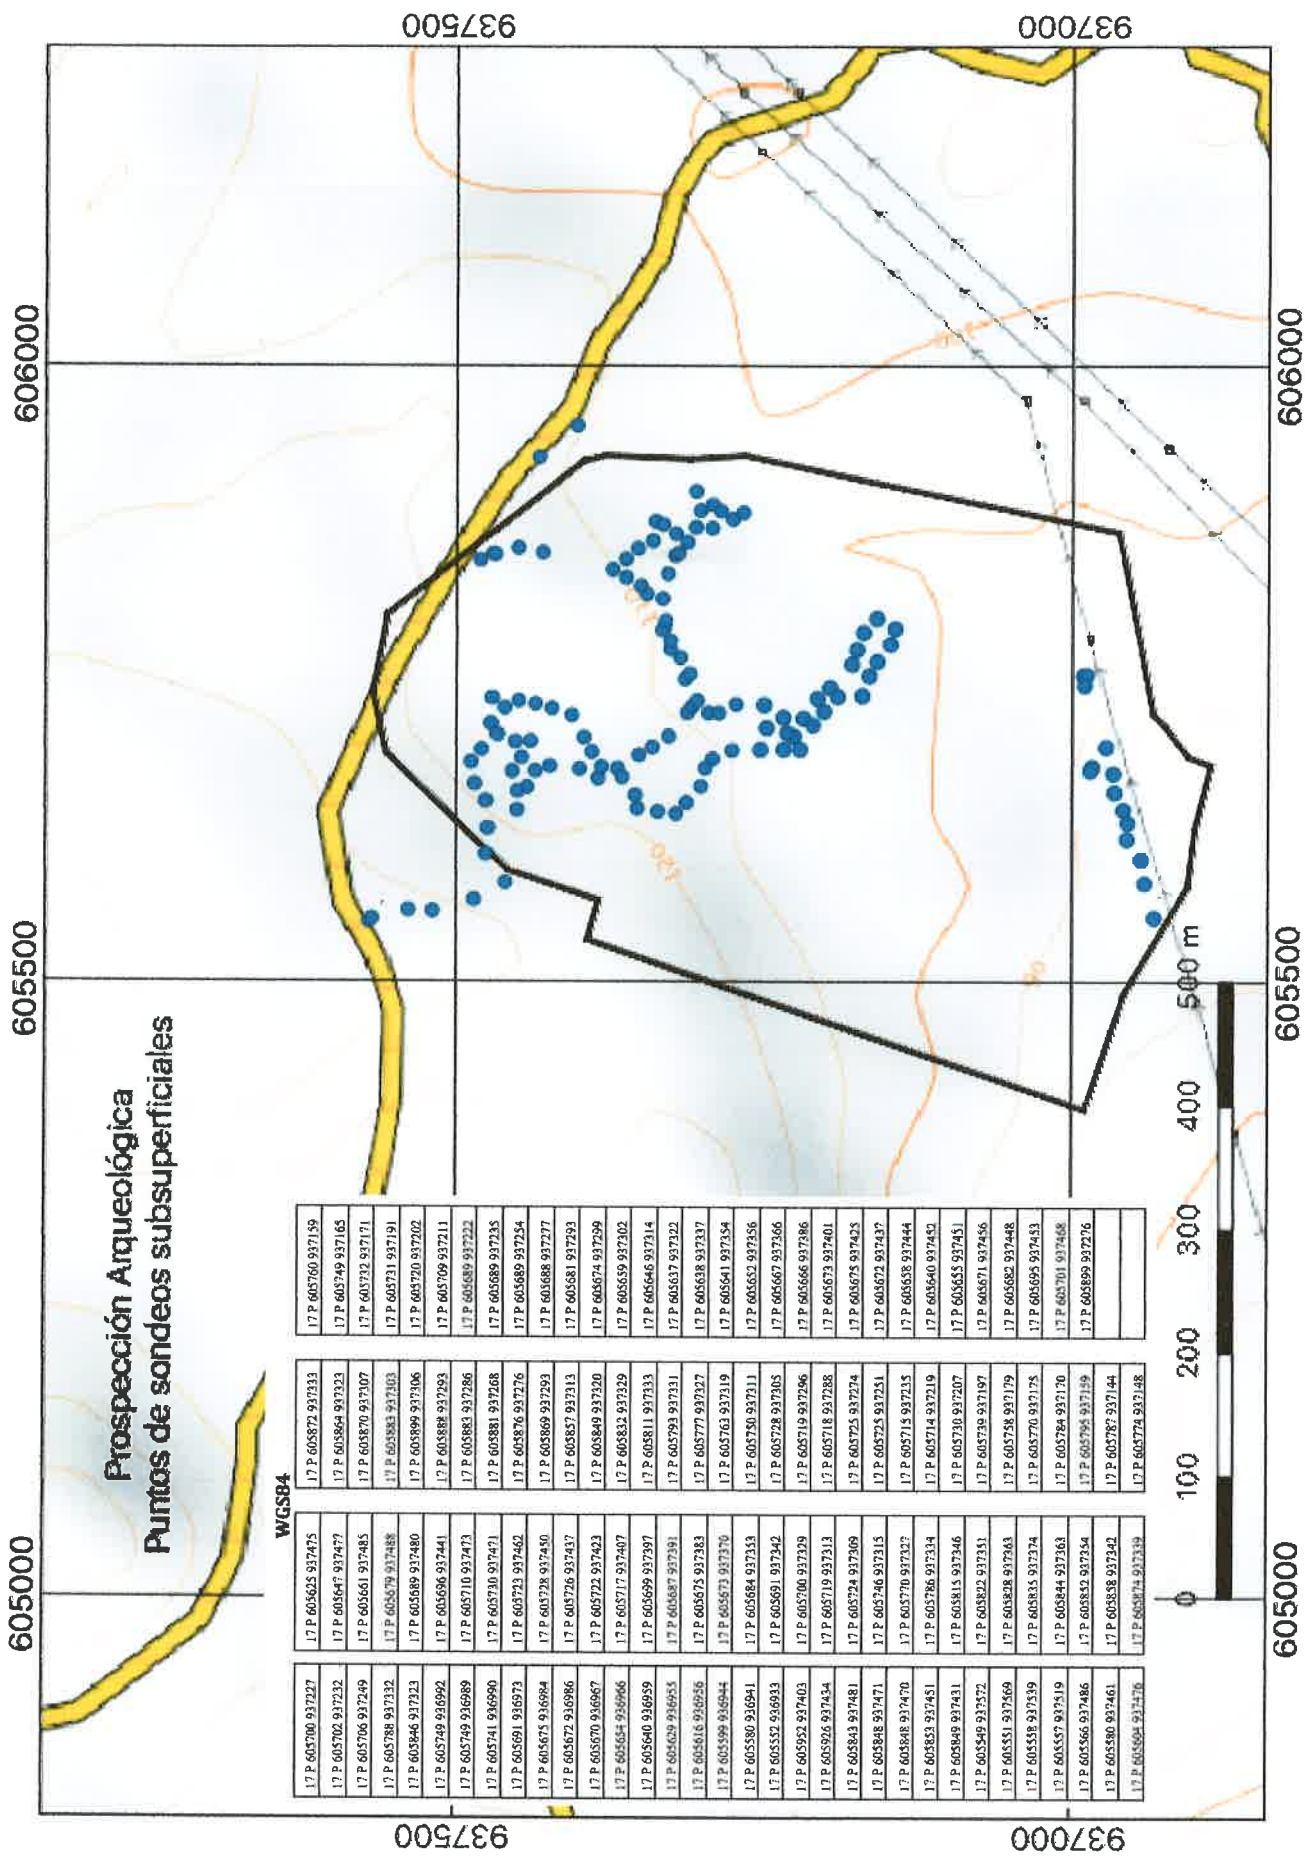 Prospección Arqueológica
Puntos de sondeos subsuperficiales
605000
605500
606000
937500
937000
WGS84
17 P 605700 937227
17 P 605702 937232
17 P 605706 937249
17 P 605788 937332
17 P 605846 937323
17 P 605749 936992
17 P 605749 936989
17 P 605741 936990
17 P 605691 936973
17 P 605675 936984
17 P 605672 936986
17 P 605670 936967
17 P 605654 936966
17 P 605640 936959
17 P 605629 936955
17 P 605616 936956
17 P 605599 936944
17 P 605580 936941
17 P 605552 936933
17 P 605952 937403
17 P 605926 937434
17 P 605843 937481
17 P 605848 937471
17 P 605848 937470
17 P 605853 937451
17 P 605849 937431
17 P 605549 937572
17 P 605551 937569
17 P 605558 937539
17 P 605557 937519
17 P 605566 937486
17 P 605580 937461
17 P 605604 937476
17 P 605625 937475
17 P 605647 937477
17 P 605661 937485
17 P 605679 937488
17 P 605689 937480
17 P 605696 937441
17 P 605710 937473
17 P 605730 937471
17 P 605723 937462
17 P 605728 937450
17 P 605726 937437
17 P 605722 937423
17 P 605717 937407
17 P 605699 937397
17 P 605687 937391
17 P 605675 937383
17 P 605673 937370
17 P 605684 937353
17 P 605691 937342
17 P 605700 937329
17 P 605719 937313
17 P 605724 937309
17 P 605746 937315
17 P 605770 937327
17 P 605786 937334
17 P 605815 937346
17 P 605822 937351
17 P 605828 937363
17 P 605835 937374
17 P 605844 937363
17 P 605852 937354
17 P 605858 937342
17 P 605874 937339
17 P 605872 937333
17 P 605864 937323
17 P 605870 937307
17 P 605883 937303
17 P 605899 937306
17 P 605888 937293
17 P 605883 937286
17 P 605881 937268
17 P 605876 937276
17 P 605869 937293
17 P 605857 937313
17 P 605849 937320
17 P 605832 937329
17 P 605811 937333
17 P 605793 937331
17 P 605777 937327
17 P 605763 937319
17 P 605750 937311
17 P 605728 937305
17 P 605719 937296
17 P 605718 937288
17 P 605721 937274
17 P 605725 937251
17 P 605715 937235
17 P 605714 937219
17 P 605730 937207
17 P 605739 937197
17 P 605758 937179
17 P 605770 937175
17 P 605784 937170
17 P 605795 937159
17 P 605787 937144
17 P 605774 937148
17 P 605760 937159
17 P 605749 937165
17 P 605732 937171
17 P 605731 937191
17 P 605720 937202
17 P 605709 937211
17 P 605689 937222
17 P 605689 937235
17 P 605689 937254
17 P 605688 937277
17 P 605681 937293
17 P 605674 937299
17 P 605659 937302
17 P 605646 937314
17 P 605637 937322
17 P 605638 937337
17 P 605641 937354
17 P 605652 937356
17 P 605667 937366
17 P 605666 937386
17 P 605673 937401
17 P 605675 937423
17 P 605672 937437
17 P 605658 937444
17 P 605640 937452
17 P 605655 937451
17 P 605671 937456
17 P 605682 937448
17 P 605695 937453
17 P 605701 937468
17 P 605899 937276
120
90
0
100
200
300
400
500 m
937500
937000
605000
605500
606000